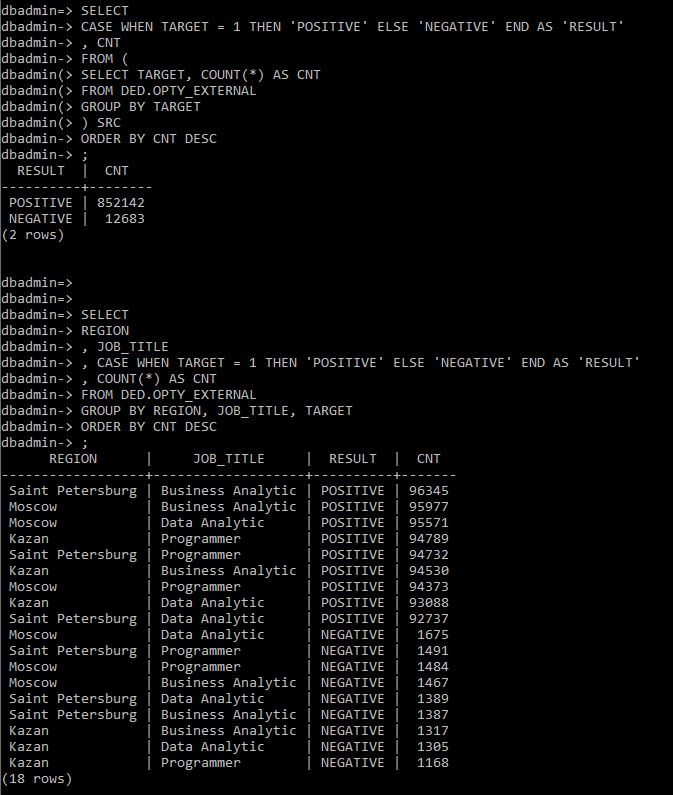 dbadmin=> SELECT
dbadmin-> CASE WHEN TARGET = 1 THEN 'POSITIVE' ELSE 'NEGATIVE' END AS 'RESULT'
dbadmin-> , CNT
dbadmin-> FROM (
dbadmin(> SELECT TARGET, COUNT(*) AS CNT
dbadmin(> FROM DED.OPTY_EXTERNAL
dbadmin(> GROUP BY TARGET
dbadmin(> ) SRC
dbadmin-> ORDER BY CNT DESC
dbadmin-> ;
  RESULT  |  CNT
----------+--------
 POSITIVE | 852142
 NEGATIVE |  12683
(2 rows)
dbadmin=>
dbadmin=>
dbadmin=> SELECT
dbadmin-> REGION
dbadmin-> , JOB_TITLE
dbadmin-> , CASE WHEN TARGET = 1 THEN 'POSITIVE' ELSE 'NEGATIVE' END AS 'RESULT'
dbadmin-> , COUNT(*) AS CNT
dbadmin-> FROM DED.OPTY_EXTERNAL
dbadmin-> GROUP BY REGION, JOB_TITLE, TARGET
dbadmin-> ORDER BY CNT DESC
dbadmin-> ;
      REGION      |     JOB_TITLE     |  RESULT  |  CNT
------------------+-------------------+----------+-------
 Saint Petersburg | Business Analytic | POSITIVE | 96345
 Moscow           | Business Analytic | POSITIVE | 95977
 Moscow           | Data Analytic     | POSITIVE | 95571
 Kazan            | Programmer        | POSITIVE | 94789
 Saint Petersburg | Programmer        | POSITIVE | 94732
 Kazan            | Business Analytic | POSITIVE | 94530
 Moscow           | Programmer        | POSITIVE | 94373
 Kazan            | Data Analytic     | POSITIVE | 93088
 Saint Petersburg | Data Analytic     | POSITIVE | 92737
 Moscow           | Data Analytic     | NEGATIVE |  1675
 Saint Petersburg | Programmer        | NEGATIVE |  1491
 Moscow           | Programmer        | NEGATIVE |  1484
 Moscow           | Business Analytic | NEGATIVE |  1467
 Saint Petersburg | Data Analytic     | NEGATIVE |  1389
 Saint Petersburg | Business Analytic | NEGATIVE |  1387
 Kazan            | Business Analytic | NEGATIVE |  1317
 Kazan            | Data Analytic     | NEGATIVE |  1305
 Kazan            | Programmer        | NEGATIVE |  1168
(18 rows)